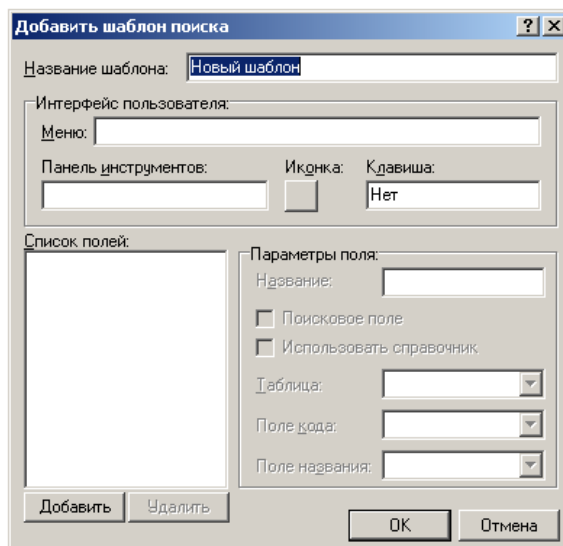 Добавить шаблон поиска
Название шаблона: Новый шаблон
Интерфейс пользователя:
Меню:
Панель инструментов: Иконка: Клавиша:
Нет
Список полей:
Параметры поля:
Название:
Поисковое поле
Использовать справочник
Таблица:
Поле кода:
Поле названия:
Добавить Удалить
OK Отмена